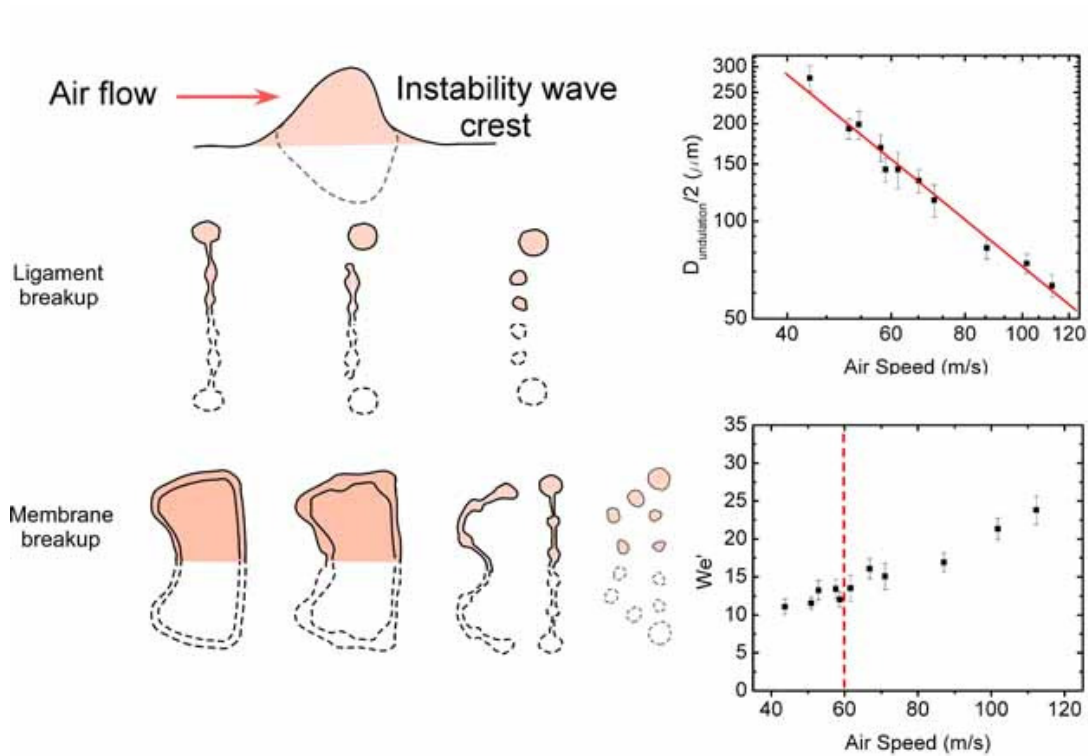 Air flow
Instability wave
crest
Ligament
breakup
Membrane
breakup
300
200
150
100
50
D_undulation/2 (μm)
40
60
80
100
120
Air Speed (m/s)
35
30
25
20
15
10
5
0
We'
40
60
80
100
120
Air Speed (m/s)